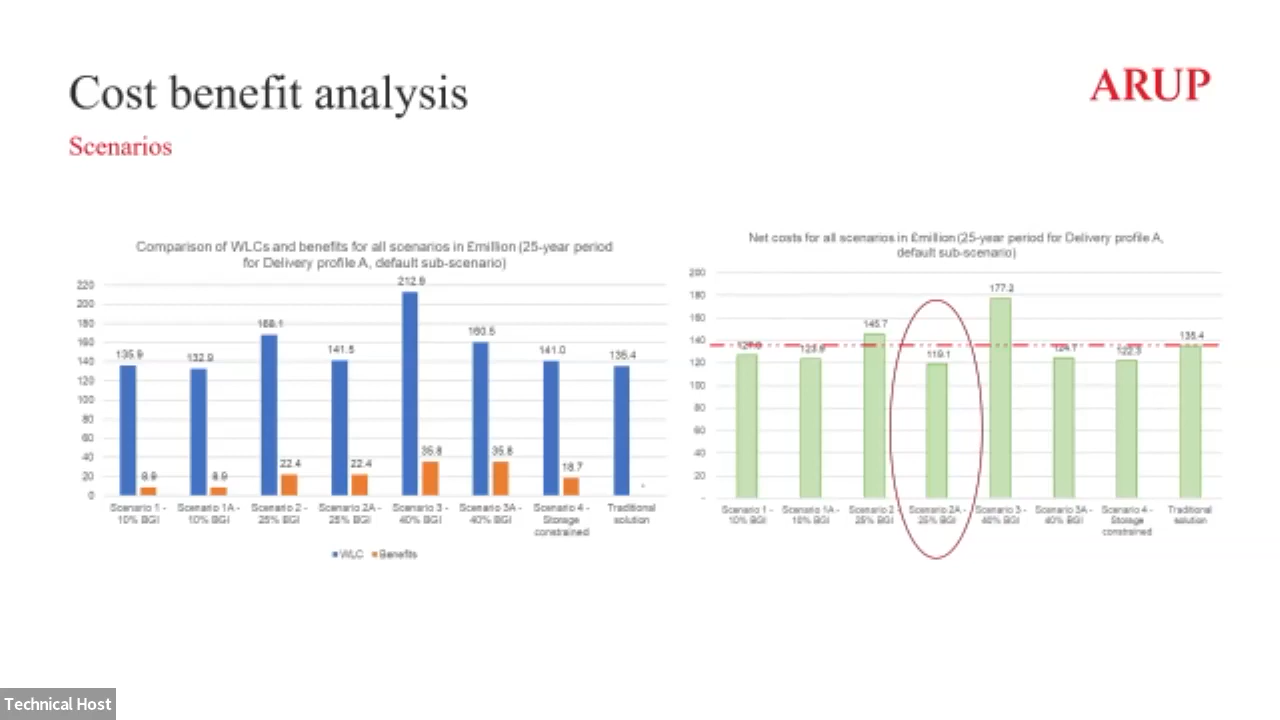 Cost benefit analysis
ARUP
Scenarios
Comparison of WLCs and benefits for all scenarios in £million (25-year period
for Delivery profile A, default sub-scenario)
220
200
180
160
140
120
100
80
60
40
20
0
135.9
132.9
168.1
141.5
212.9
160.5
141.0
135.4
8.9
8.9
22.4
22.4
35.8
35.8
18.7
-
Scenario 1 -
10% BGI
Scenario 1A -
10% BGI
Scenario 2 -
25% BGI
Scenario 2A -
25% BGI
Scenario 3 -
40% BGI
Scenario 3A -
40% BGI
Scenario 4 -
Storage
constrained
Traditional
solution
WLC
Benefits
Net costs for all scenarios in £million (25-year period for Delivery profile A,
default sub-scenario)
200
180
160
140
120
100
80
60
40
20
-
145.7
119.1
177.2
122.3
135.4
Scenario 1 -
10% BGI
Scenario 1A -
10% BGI
Scenario 2
25% BGI
Scenario 2A -
25% BGI
Scenario 3 -
40% BGI
Scenario 3A -
40% BGI
Scenario 4 -
Storage
constrained
Traditional
solution
Technical Host